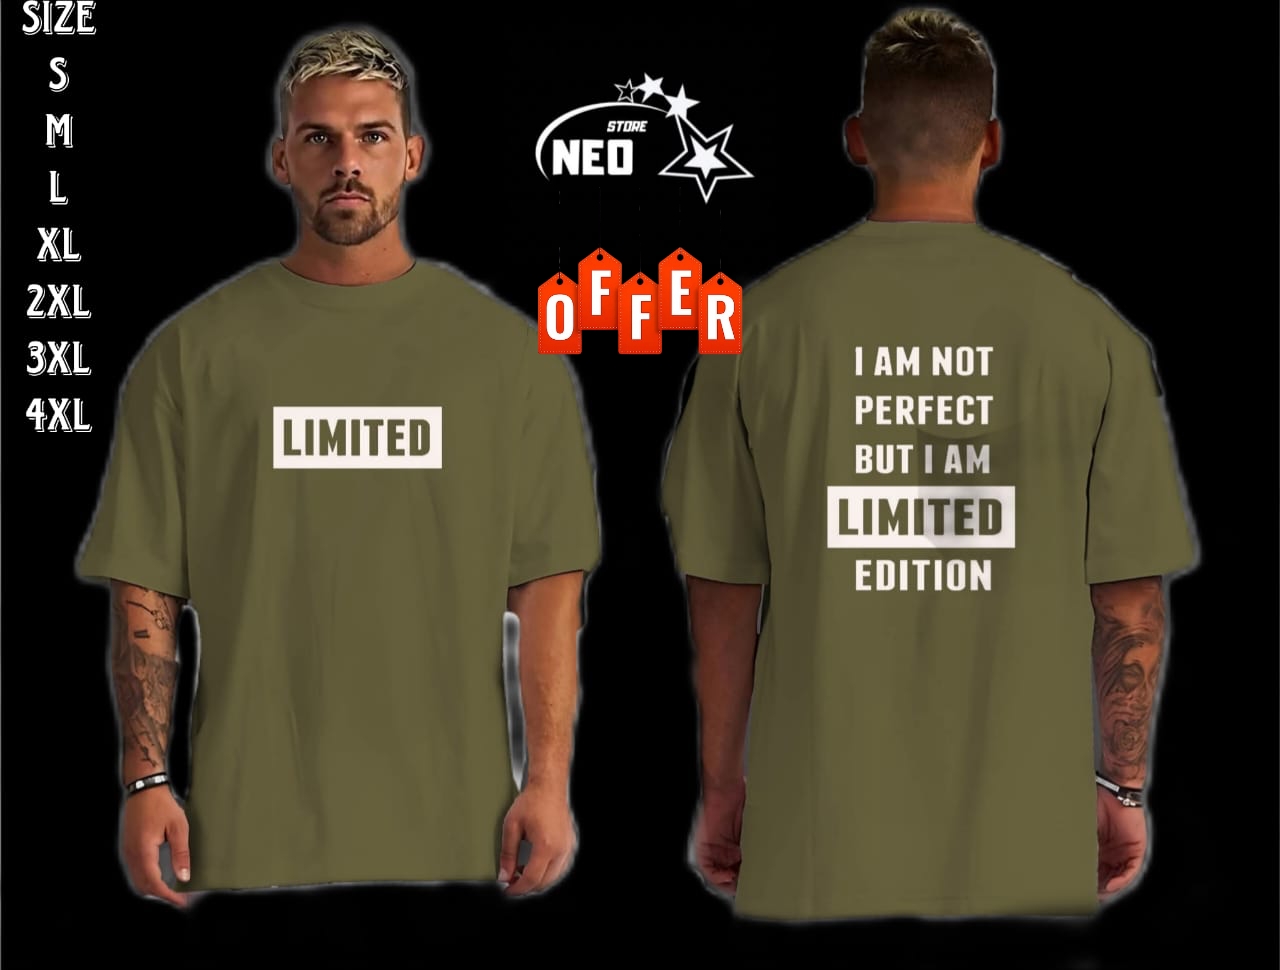 SIZE
S
M
L
XL
2XL
3XL
4XL
STORE
NEO
OFFER
LIMITED
I AM NOT
PERFECT
BUT I AM
LIMITED
EDITION